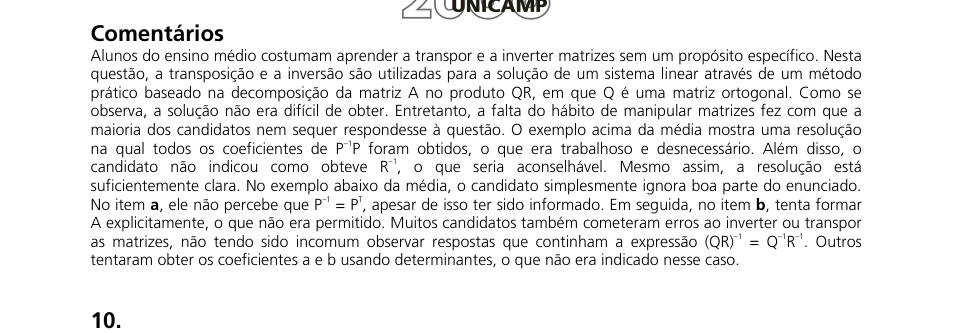 UNICAMP
Comentários
Alunos do ensino médio costumam aprender a transpor e a inverter matrizes sem um propósito específico. Nesta
questão, a transposição e a inversão são utilizadas para a solução de um sistema linear através de um método
prático baseado na decomposição da matriz A no produto QR, em que Q é uma matriz ortogonal. Como se
observa, a solução não era difícil de obter. Entretanto, a falta do hábito de manipular matrizes fez com que a
maioria dos candidatos nem sequer respondesse à questão. O exemplo acima da média mostra uma resolução
na qual todos os coeficientes de P⁻¹P foram obtidos, o que era trabalhoso e desnecessário. Além disso, o
candidato não indicou como obteve R⁻¹, o que seria aconselhável. Mesmo assim, a resolução está
suficientemente clara. No exemplo abaixo da média, o candidato simplesmente ignora boa parte do enunciado.
No item a, ele não percebe que P⁻¹ = Pᵀ, apesar de isso ter sido informado. Em seguida, no item b, tenta formar
A explicitamente, o que não era permitido. Muitos candidatos também cometeram erros ao inverter ou transpor
as matrizes, não tendo sido incomum observar respostas que continham a expressão (QR)⁻¹ = Q⁻¹R⁻¹. Outros
tentaram obter os coeficientes a e b usando determinantes, o que não era indicado nesse caso.
10.